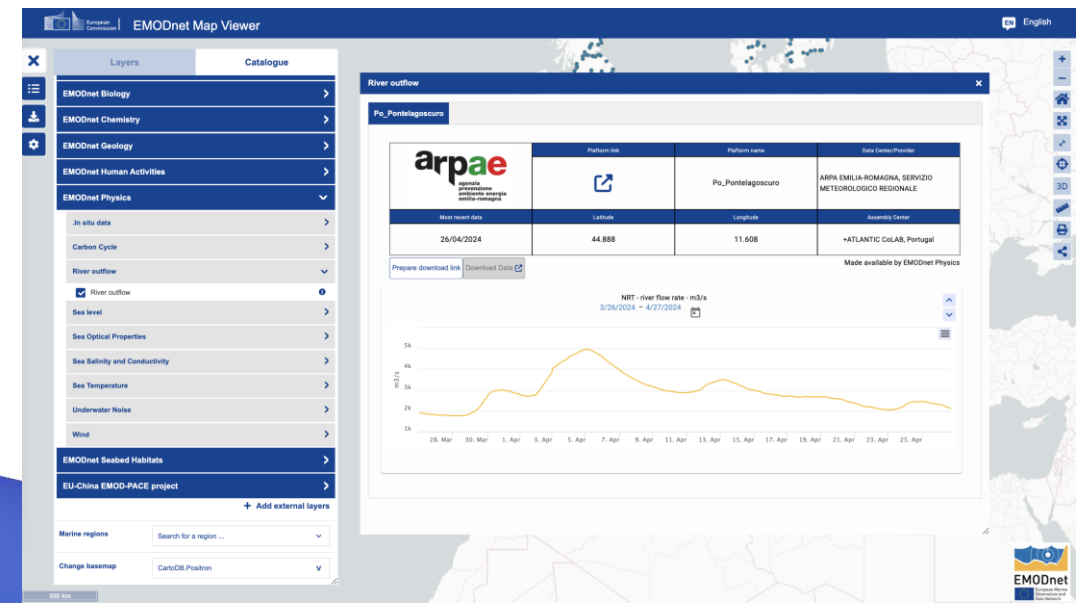 European Commission
EMODnet Map Viewer
EN English
Layers Catalogue
EMODnet Biology
EMODnet Chemistry
EMODnet Geology
EMODnet Human Activities
EMODnet Physics
.In situ data
Carbon Cycle
River outflow
River outflow
Sea level
Sea Optical Properties
Sea Salinity and Conductivity
Sea Temperature
Underwater Noise
Wind
EMODnet Seabed Habitats
EU-China EMOD-PACE project
+ Add external layers
Marine regions Search for a region ...
Change basemap CartoDB.Positron
500 km
River outflow
Po_Pontelagoscuro
arpae
agenzia
prevenzione
ambiente energia
emilia-romagna
Platform link Platform name Data Center/Provider
Po_Pontelagoscuro
ARPA EMILIA-ROMAGNA, SERVIZIO
METEOROLOGICO REGIONALE
Most recent data Latitude Longitude Assembly Center
26/04/2024 44.888 11.608 +ATLANTIC CoLAB, Portugal
Prepare download link Download Data
Made available by EMODnet Physics
NRT - river flow rate - m3/s
3/26/2024 – 4/27/2024
m3/s
5k
4k
3k
2k
1k
28. Mar 30. Mar 1. Apr 3. Apr 5. Apr 7. Apr 9. Apr 11. Apr 13. Apr 15. Apr 17. Apr 19. Apr 21. Apr 23. Apr 25. Apr
3D
EMODnet
European Marine
Observation and
Data Network